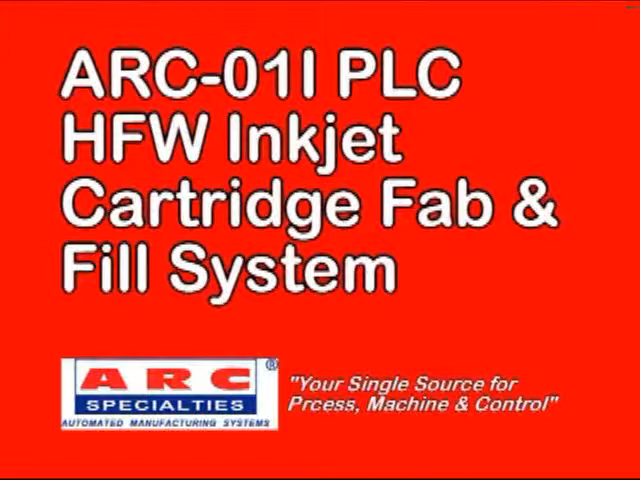 ARC-01I PLC
HFW Inkjet
Cartridge Fab &
Fill System
ARC®
SPECIALTIES
AUTOMATED MANUFACTURING SYSTEMS
"Your Single Source for
Prcess, Machine & Control"